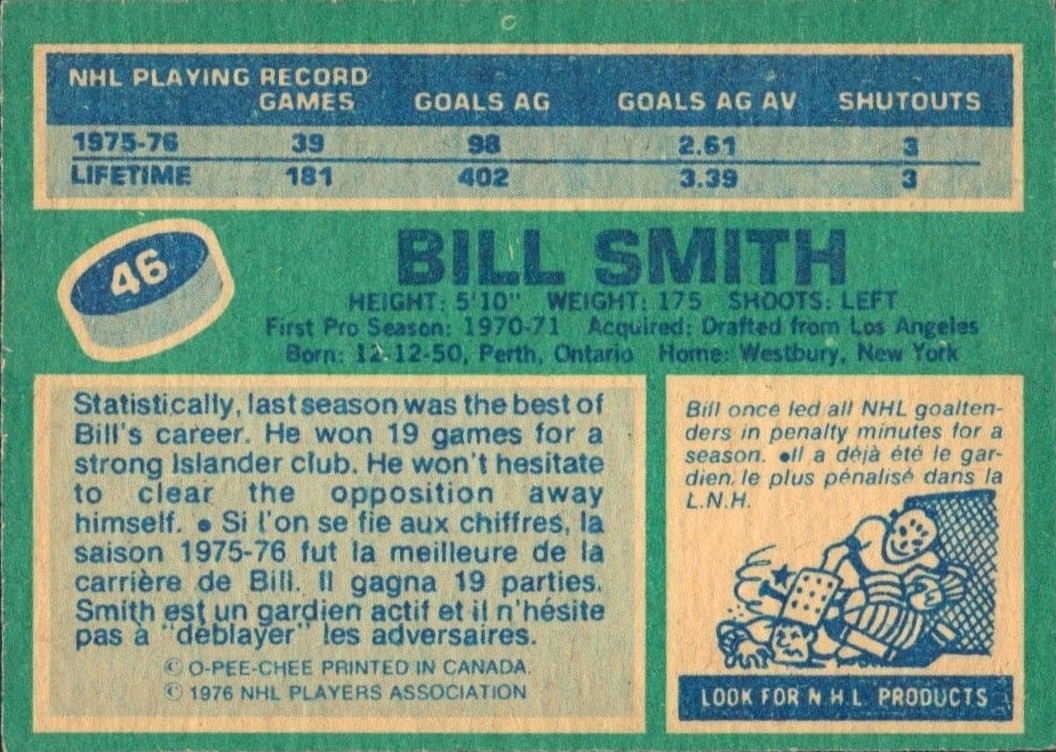 NHL PLAYING RECORD
GAMES GOALS AG GOALS AG AV SHUTOUTS
1975-76 39 98 2.61 3
LIFETIME 181 402 3.39 3
46
BILL SMITH
HEIGHT: 5'10" WEIGHT: 175 SHOOTS: LEFT
First Pro Season: 1970-71 Acquired: Drafted from Los Angeles
Born: 12-12-50, Perth, Ontario Home: Westbury, New York
Statistically, last season was the best of
Bill's career. He won 19 games for a
strong Islander club. He won't hesitate
to clear the opposition away
himself. • Si l'on se fie aux chiffres, la
saison 1975-76 fut la meilleure de la
carrière de Bill. Il gagna 19 parties.
Smith est un gardien actif et il n'hésite
pas à "déblayer" les adversaires.
© O-PEE-CHEE PRINTED IN CANADA.
© 1976 NHL PLAYERS ASSOCIATION
Bill once led all NHL goalten-
ders in penalty minutes for a
season. •Il a déjà été le gar-
dien le plus pénalisé dans la
L.N.H.
LOOK FOR N.H.L. PRODUCTS